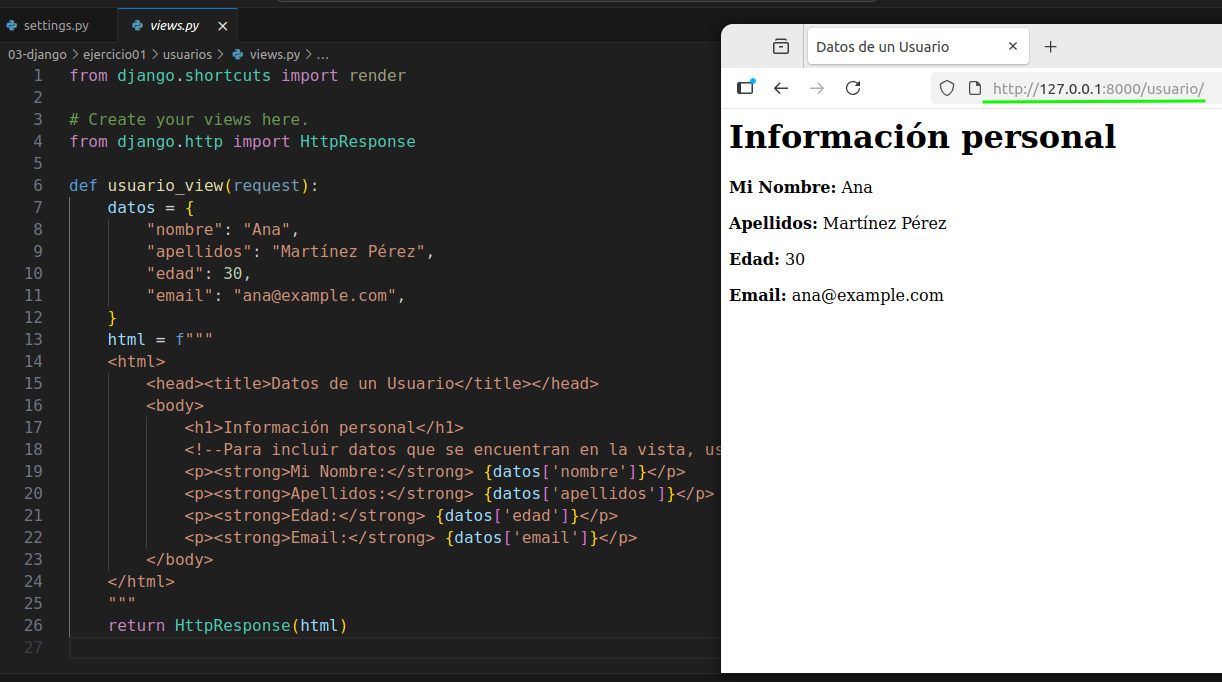 settings.py
views.py
03-django > ejercicio01 > usuarios > views.py > ...
1 from django.shortcuts import render
2
3 # Create your views here.
4 from django.http import HttpResponse
5
6 def usuario_view(request):
7     datos = {
8         "nombre": "Ana",
9         "apellidos": "Martínez Pérez",
10         "edad": 30,
11         "email": "ana@example.com",
12     }
13     html = f"""
14     <html>
15         <head><title>Datos de un Usuario</title></head>
16         <body>
17             <h1>Información personal</h1>
18             <!--Para incluir datos que se encuentran en la vista, us
19             <p><strong>Mi Nombre:</strong> {datos['nombre']}</p>
20             <p><strong>Apellidos:</strong> {datos['apellidos']}</p>
21             <p><strong>Edad:</strong> {datos['edad']}</p>
22             <p><strong>Email:</strong> {datos['email']}</p>
23         </body>
24     </html>
25     """
26     return HttpResponse(html)
27
Datos de un Usuario
http://127.0.0.1:8000/usuario/
Información personal
Mi Nombre: Ana
Apellidos: Martínez Pérez
Edad: 30
Email: ana@example.com